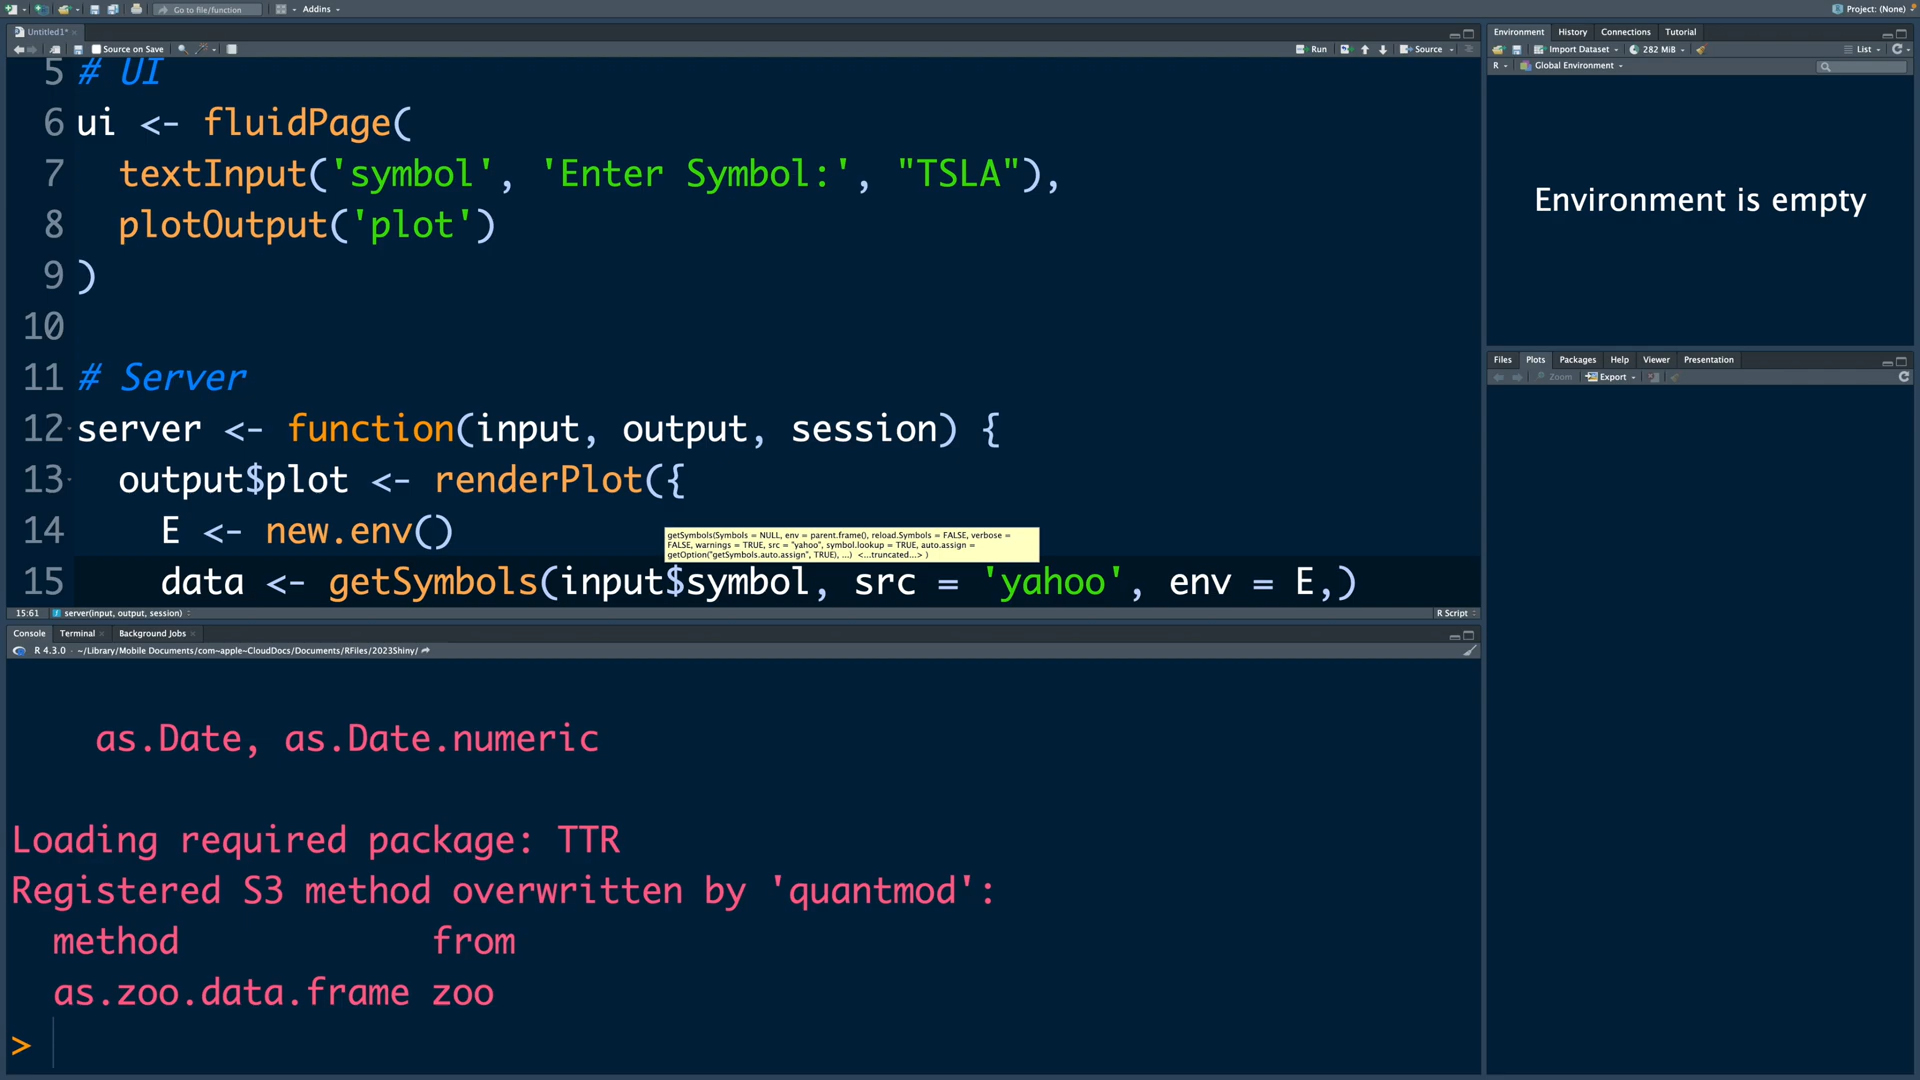 Go to file/function
Addins
Project: (None)
Untitled1*
Source on Save
Run
Source
5 # UI
6 ui <- fluidPage(
7 textInput('symbol', 'Enter Symbol:', "TSLA"),
8 plotOutput('plot')
9 )
10
11 # Server
12 server <- function(input, output, session) {
13 output$plot <- renderPlot({
14 E <- new.env()
getSymbols(Symbols = NULL, env = parent.frame(), reload.Symbols = FALSE, verbose =
FALSE, warnings = TRUE, src = "yahoo", symbol.lookup = TRUE, auto.assign =
getOption("getSymbols.auto.assign", TRUE), ...) <...truncated...> )
15 data <- getSymbols(input$symbol, src = 'yahoo', env = E,)
15:61 server(input, output, session)
R Script
Console Terminal Background Jobs
R 4.3.0 · ~/Library/Mobile Documents/com~apple~CloudDocs/Documents/RFiles/2023Shiny/
as.Date, as.Date.numeric
Loading required package: TTR
Registered S3 method overwritten by 'quantmod':
method from
as.zoo.data.frame zoo
>
Environment History Connections Tutorial
Import Dataset 282 MiB List
R Global Environment
Environment is empty
Files Plots Packages Help Viewer Presentation
Zoom Export